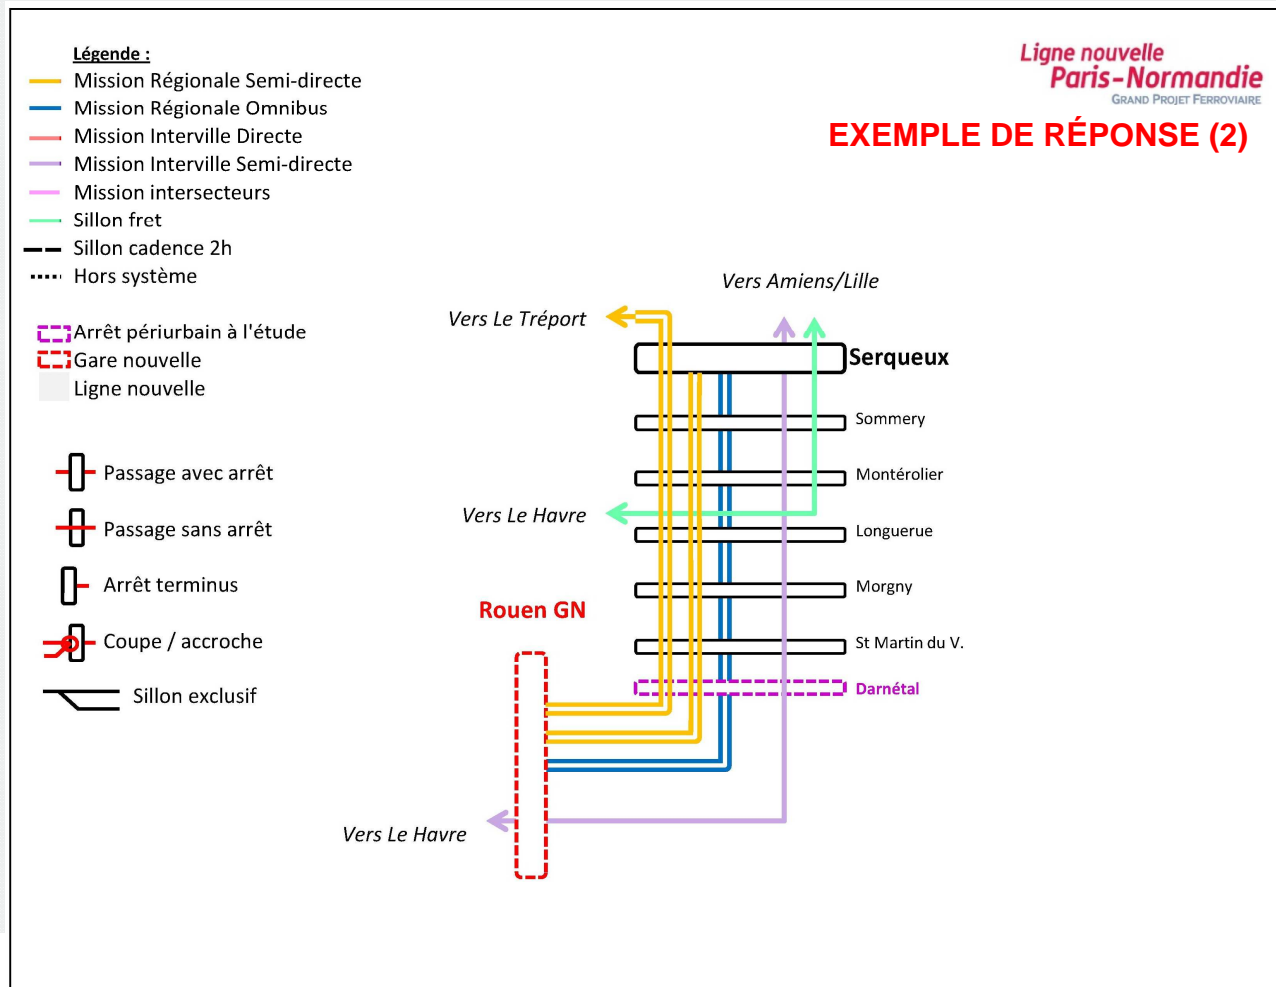 Légende :
Mission Régionale Semi-directe
Mission Régionale Omnibus
Mission Interville Directe
Mission Interville Semi-directe
Mission intersecteurs
Sillon fret
Sillon cadence 2h
Hors système
Arrêt périurbain à l'étude
Gare nouvelle
Ligne nouvelle
Passage avec arrêt
Passage sans arrêt
Arrêt terminus
Coupe / accroche
Sillon exclusif
Ligne nouvelle
Paris-Normandie
GRAND PROJET FERROVIAIRE
EXEMPLE DE RÉPONSE (2)
Vers Amiens/Lille
Vers Le Tréport
Serqueux
Sommery
Montérolier
Vers Le Havre
Longuerue
Morgny
Rouen GN
St Martin du V.
Darnétal
Vers Le Havre